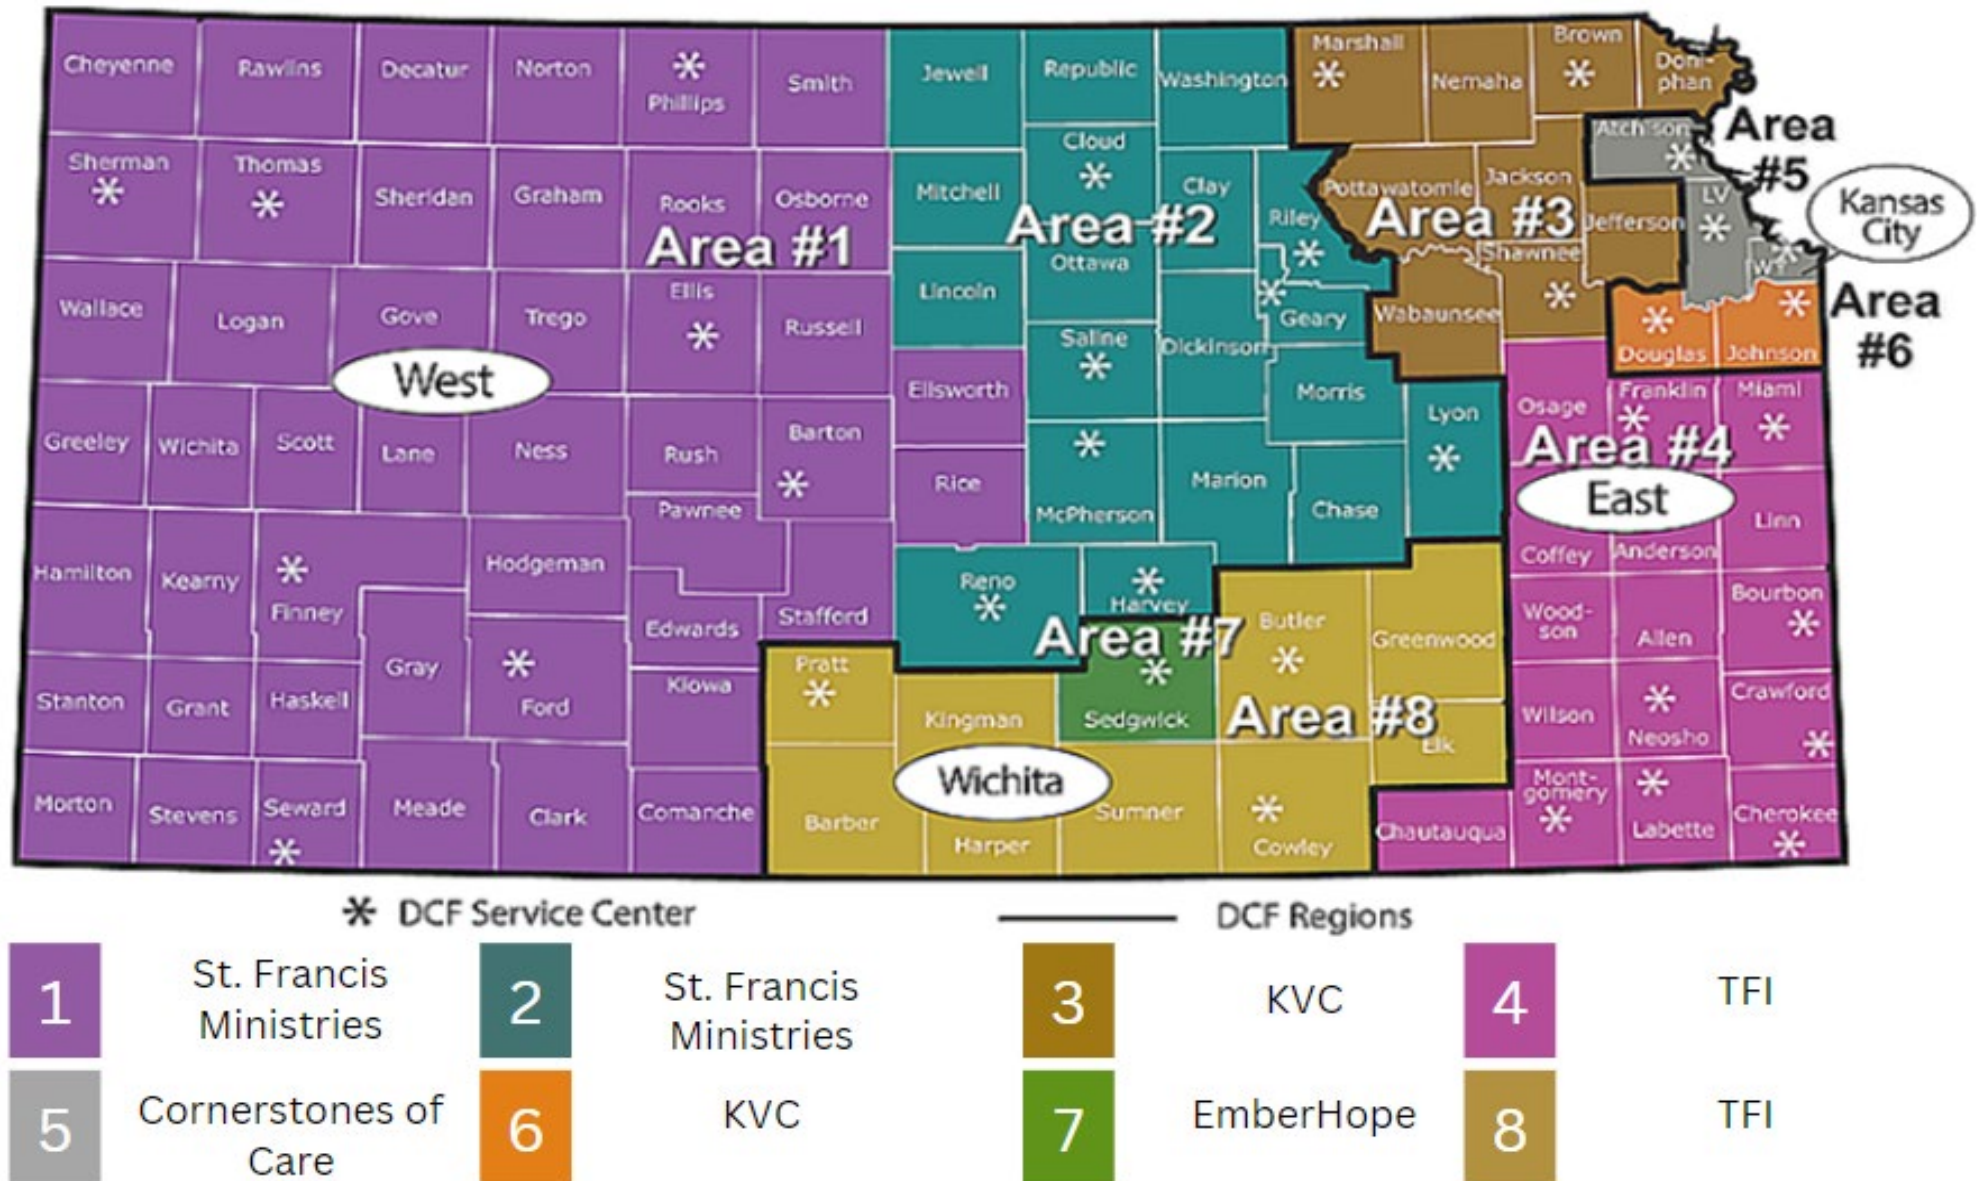 Cheyenne
Rawlins
Decatur
Norton
Phillips
Smith
Jewell
Republic
Washington
Marshall
Nemaha
Brown
Doni-
phan
Sherman
Thomas
Sheridan
Graham
Rooks
Osborne
Mitchell
Cloud
Clay
Riley
Pottawatomie
Jackson
Atchison
Area
#5
LV
Kansas
City
Area #1
Area #2
Area #3
Jefferson
Shawnee
WY
Ottawa
Wallace
Logan
Gove
Trego
Ellis
Russell
Lincoln
Saline
Dickinson
Geary
Wabaunsee
Douglas
Johnson
Area
#6
West
Ellsworth
Morris
Lyon
Osage
Franklin
Miami
Greeley
Wichita
Scott
Lane
Ness
Rush
Barton
Rice
McPherson
Marion
Chase
Area #4
East
Linn
Pawnee
Hamilton
Kearny
Finney
Hodgeman
Stafford
Edwards
Reno
Harvey
Area #7
Butler
Greenwood
Coffey
Anderson
Wood-
son
Allen
Bourbon
Stanton
Grant
Haskell
Gray
Ford
Kiowa
Pratt
Kingman
Sedgwick
Area #8
Elk
Wilson
Neosho
Crawford
Morton
Stevens
Seward
Meade
Clark
Comanche
Barber
Wichita
Harper
Sumner
Cowley
Chautauqua
Mont-
gomery
Labette
Cherokee
DCF Service Center
DCF Regions
1
St. Francis
Ministries
2
St. Francis
Ministries
3
KVC
4
TFI
5
Cornerstones of
Care
6
KVC
7
EmberHope
8
TFI